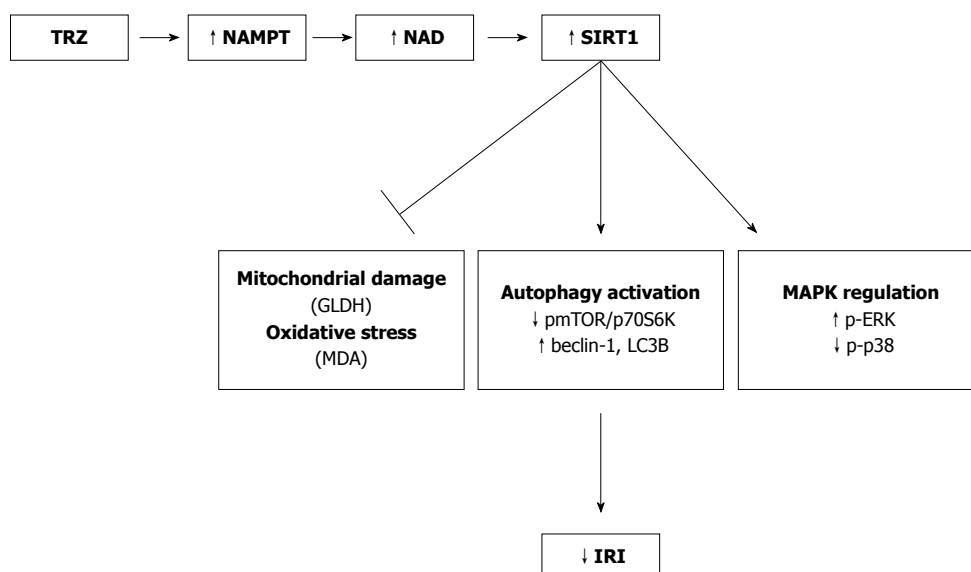 TRZ
↑ NAMPT
↑ NAD
↑ SIRT1
Mitochondrial damage
(GLDH)
Oxidative stress
(MDA)
Autophagy activation
↓ pmTOR/p70S6K
↑ beclin-1, LC3B
MAPK regulation
↑ p-ERK
↓ p-p38
↓ IRI